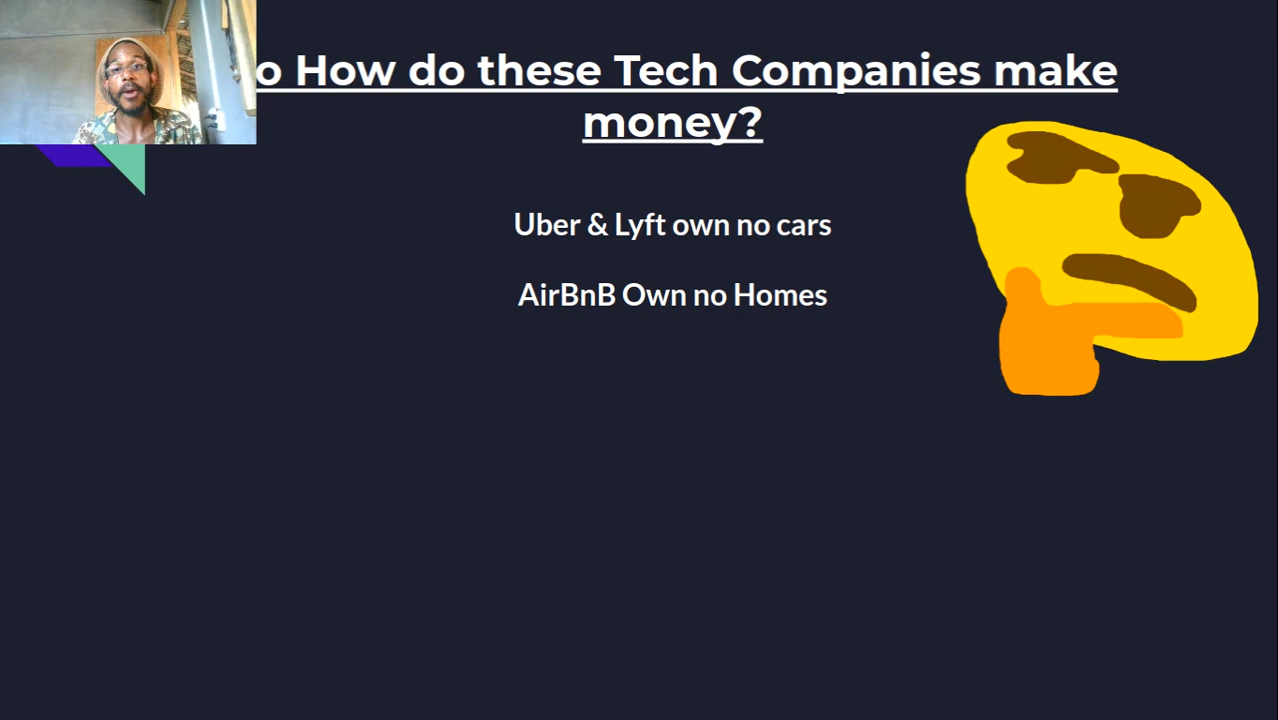 o How do these Tech Companies make
money?
Uber & Lyft own no cars
AirBnB Own no Homes